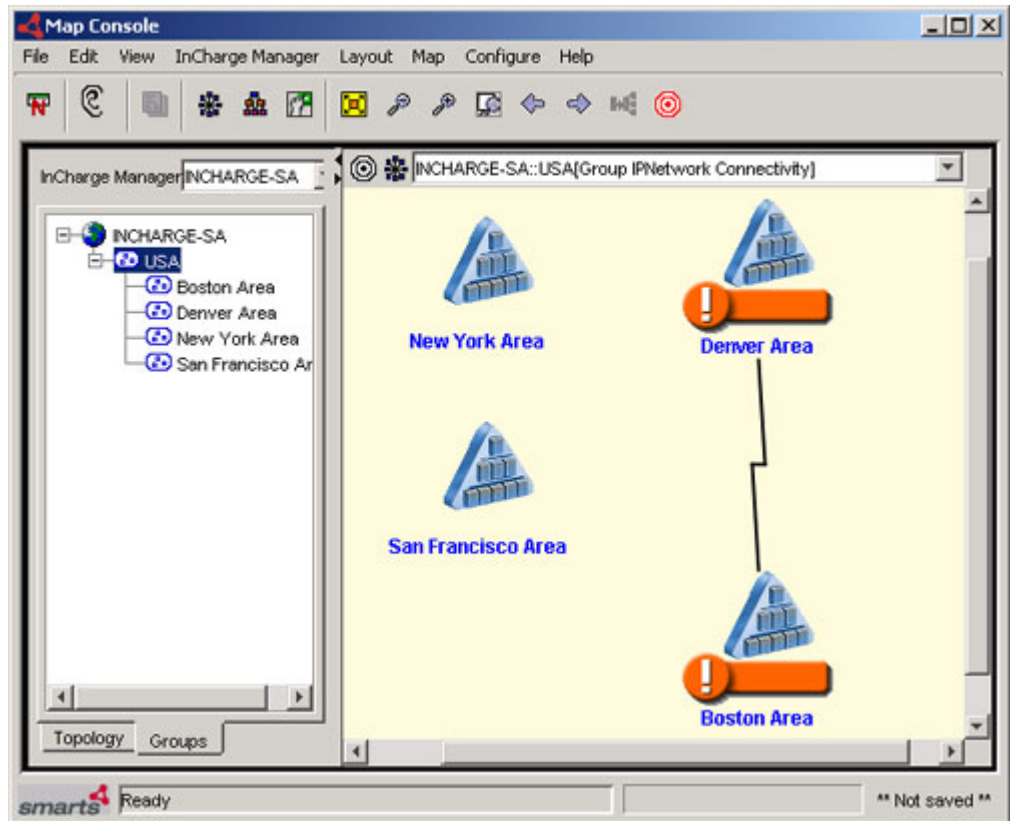 Map Console
File Edit View InCharge Manager Layout Map Configure Help
InCharge Manager INCHARGE-SA
INCHARGE-SA::USA[Group IPNetwork Connectivity]
INCHARGE-SA
USA
Boston Area
Denver Area
New York Area
San Francisco Ar
New York Area
Denver Area
San Francisco Area
Boston Area
Topology Groups
smarts Ready ** Not saved **